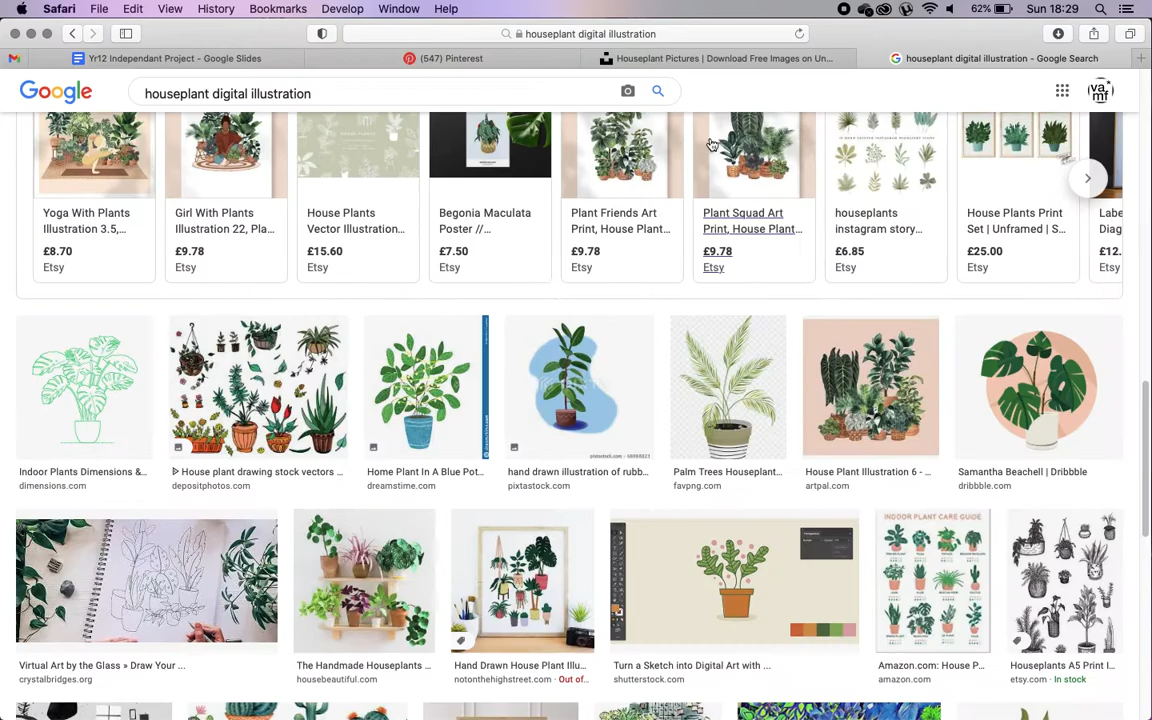 Safari File Edit View History Bookmarks Develop Window Help 62% Sun 18:29
houseplant digital illustration
Yr12 Independant Project - Google Slides (547) Pinterest Houseplant Pictures | Download Free Images on Un... houseplant digital illustration - Google Search
Google houseplant digital illustration va mf
Yoga With Plants Illustration 3.5,...
£8.70
Etsy
Girl With Plants Illustration 22, Pla...
£9.78
Etsy
House Plants Vector Illustration...
£15.60
Etsy
Begonia Maculata Poster //...
£7.50
Etsy
Plant Friends Art Print, House Plant...
£9.78
Etsy
Plant Squad Art Print, House Plant...
£9.78
Etsy
houseplants instagram story...
£6.85
Etsy
House Plants Print Set | Unframed | S...
£25.00
Etsy
Labe Diag
£12.
Etsy
Indoor Plants Dimensions &...
dimensions.com
House plant drawing stock vectors ...
depositphotos.com
Home Plant In A Blue Pot...
dreamstime.com
hand drawn illustration of rubb...
pixtastock.com
Palm Trees Houseplant...
favpng.com
House Plant Illustration 6 - ...
artpal.com
Samantha Beachell | Dribbble
dribbble.com
INDOOR PLANT CARE GUIDE
Virtual Art by the Glass » Draw Your ...
crystalbridges.org
The Handmade Houseplants ...
housebeautiful.com
Hand Drawn House Plant Illu...
notonthehighstreet.com · Out of...
Turn a Sketch into Digital Art with ...
shutterstock.com
Amazon.com: House P...
amazon.com
Houseplants A5 Print I...
etsy.com · In stock